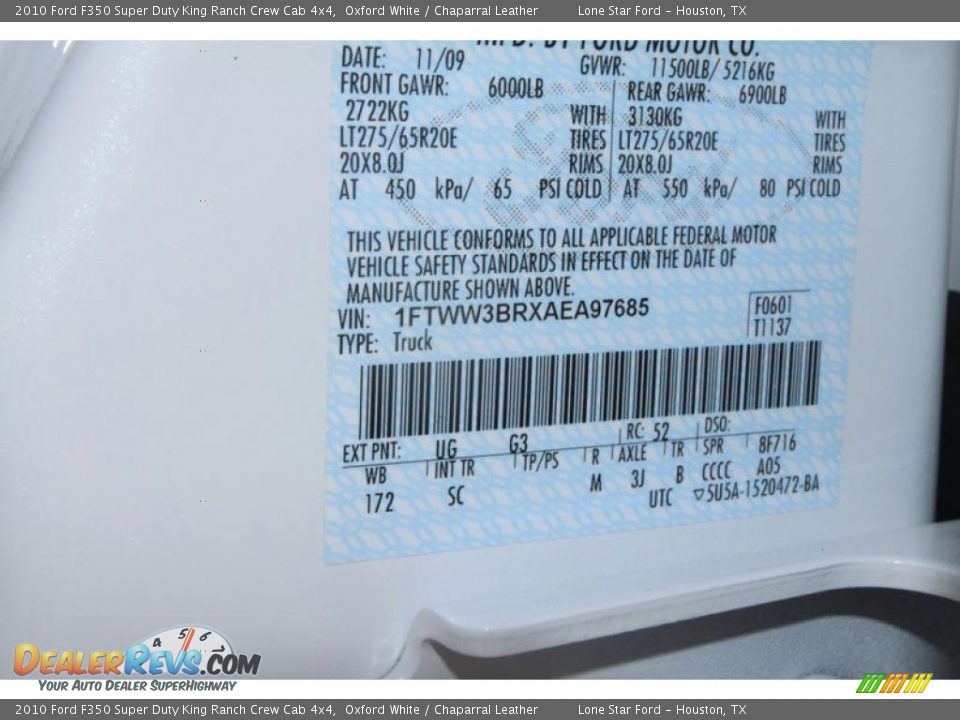 2010 Ford F350 Super Duty King Ranch Crew Cab 4x4, Oxford White / Chaparral Leather Lone Star Ford - Houston, TX
MFD. BY FORD MOTOR CO.
DATE: 11/09 GVWR: 11500LB/ 5216KG
FRONT GAWR: 6000LB REAR GAWR: 6900LB
2722KG WITH 3130KG WITH
LT275/65R20E TIRES LT275/65R20E TIRES
20X8.0J RIMS 20X8.0J RIMS
AT 450 kPa/ 65 PSI COLD AT 550 kPa/ 80 PSI COLD
THIS VEHICLE CONFORMS TO ALL APPLICABLE FEDERAL MOTOR
VEHICLE SAFETY STANDARDS IN EFFECT ON THE DATE OF
MANUFACTURE SHOWN ABOVE.
VIN: 1FTWW3BRXAEA97685 F0601
TYPE: Truck T1137
EXT PNT: UG G3 RC: 52 DSO:
WB INT TR TP/PS R AXLE TR SPR 8F716
172 SC M 3J B CCCC A05
UTC ▽5U5A-1520472-BA
4 5 6
DEALERREVS.COM
YOUR AUTO DEALER SUPERHIGHWAY
2010 Ford F350 Super Duty King Ranch Crew Cab 4x4, Oxford White / Chaparral Leather Lone Star Ford - Houston, TX